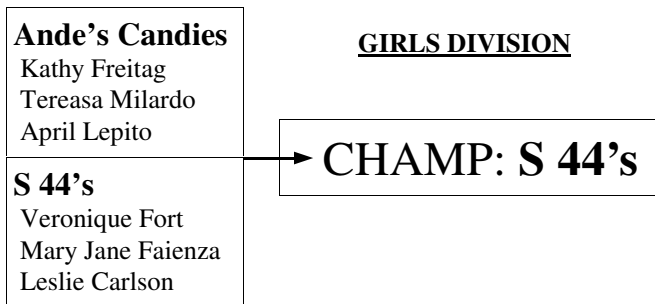 Ande's Candies
Kathy Freitag
Tereasa Milardo
April Lepito
S 44's
Veronique Fort
Mary Jane Faienza
Leslie Carlson
GIRLS DIVISION
CHAMP: S 44's